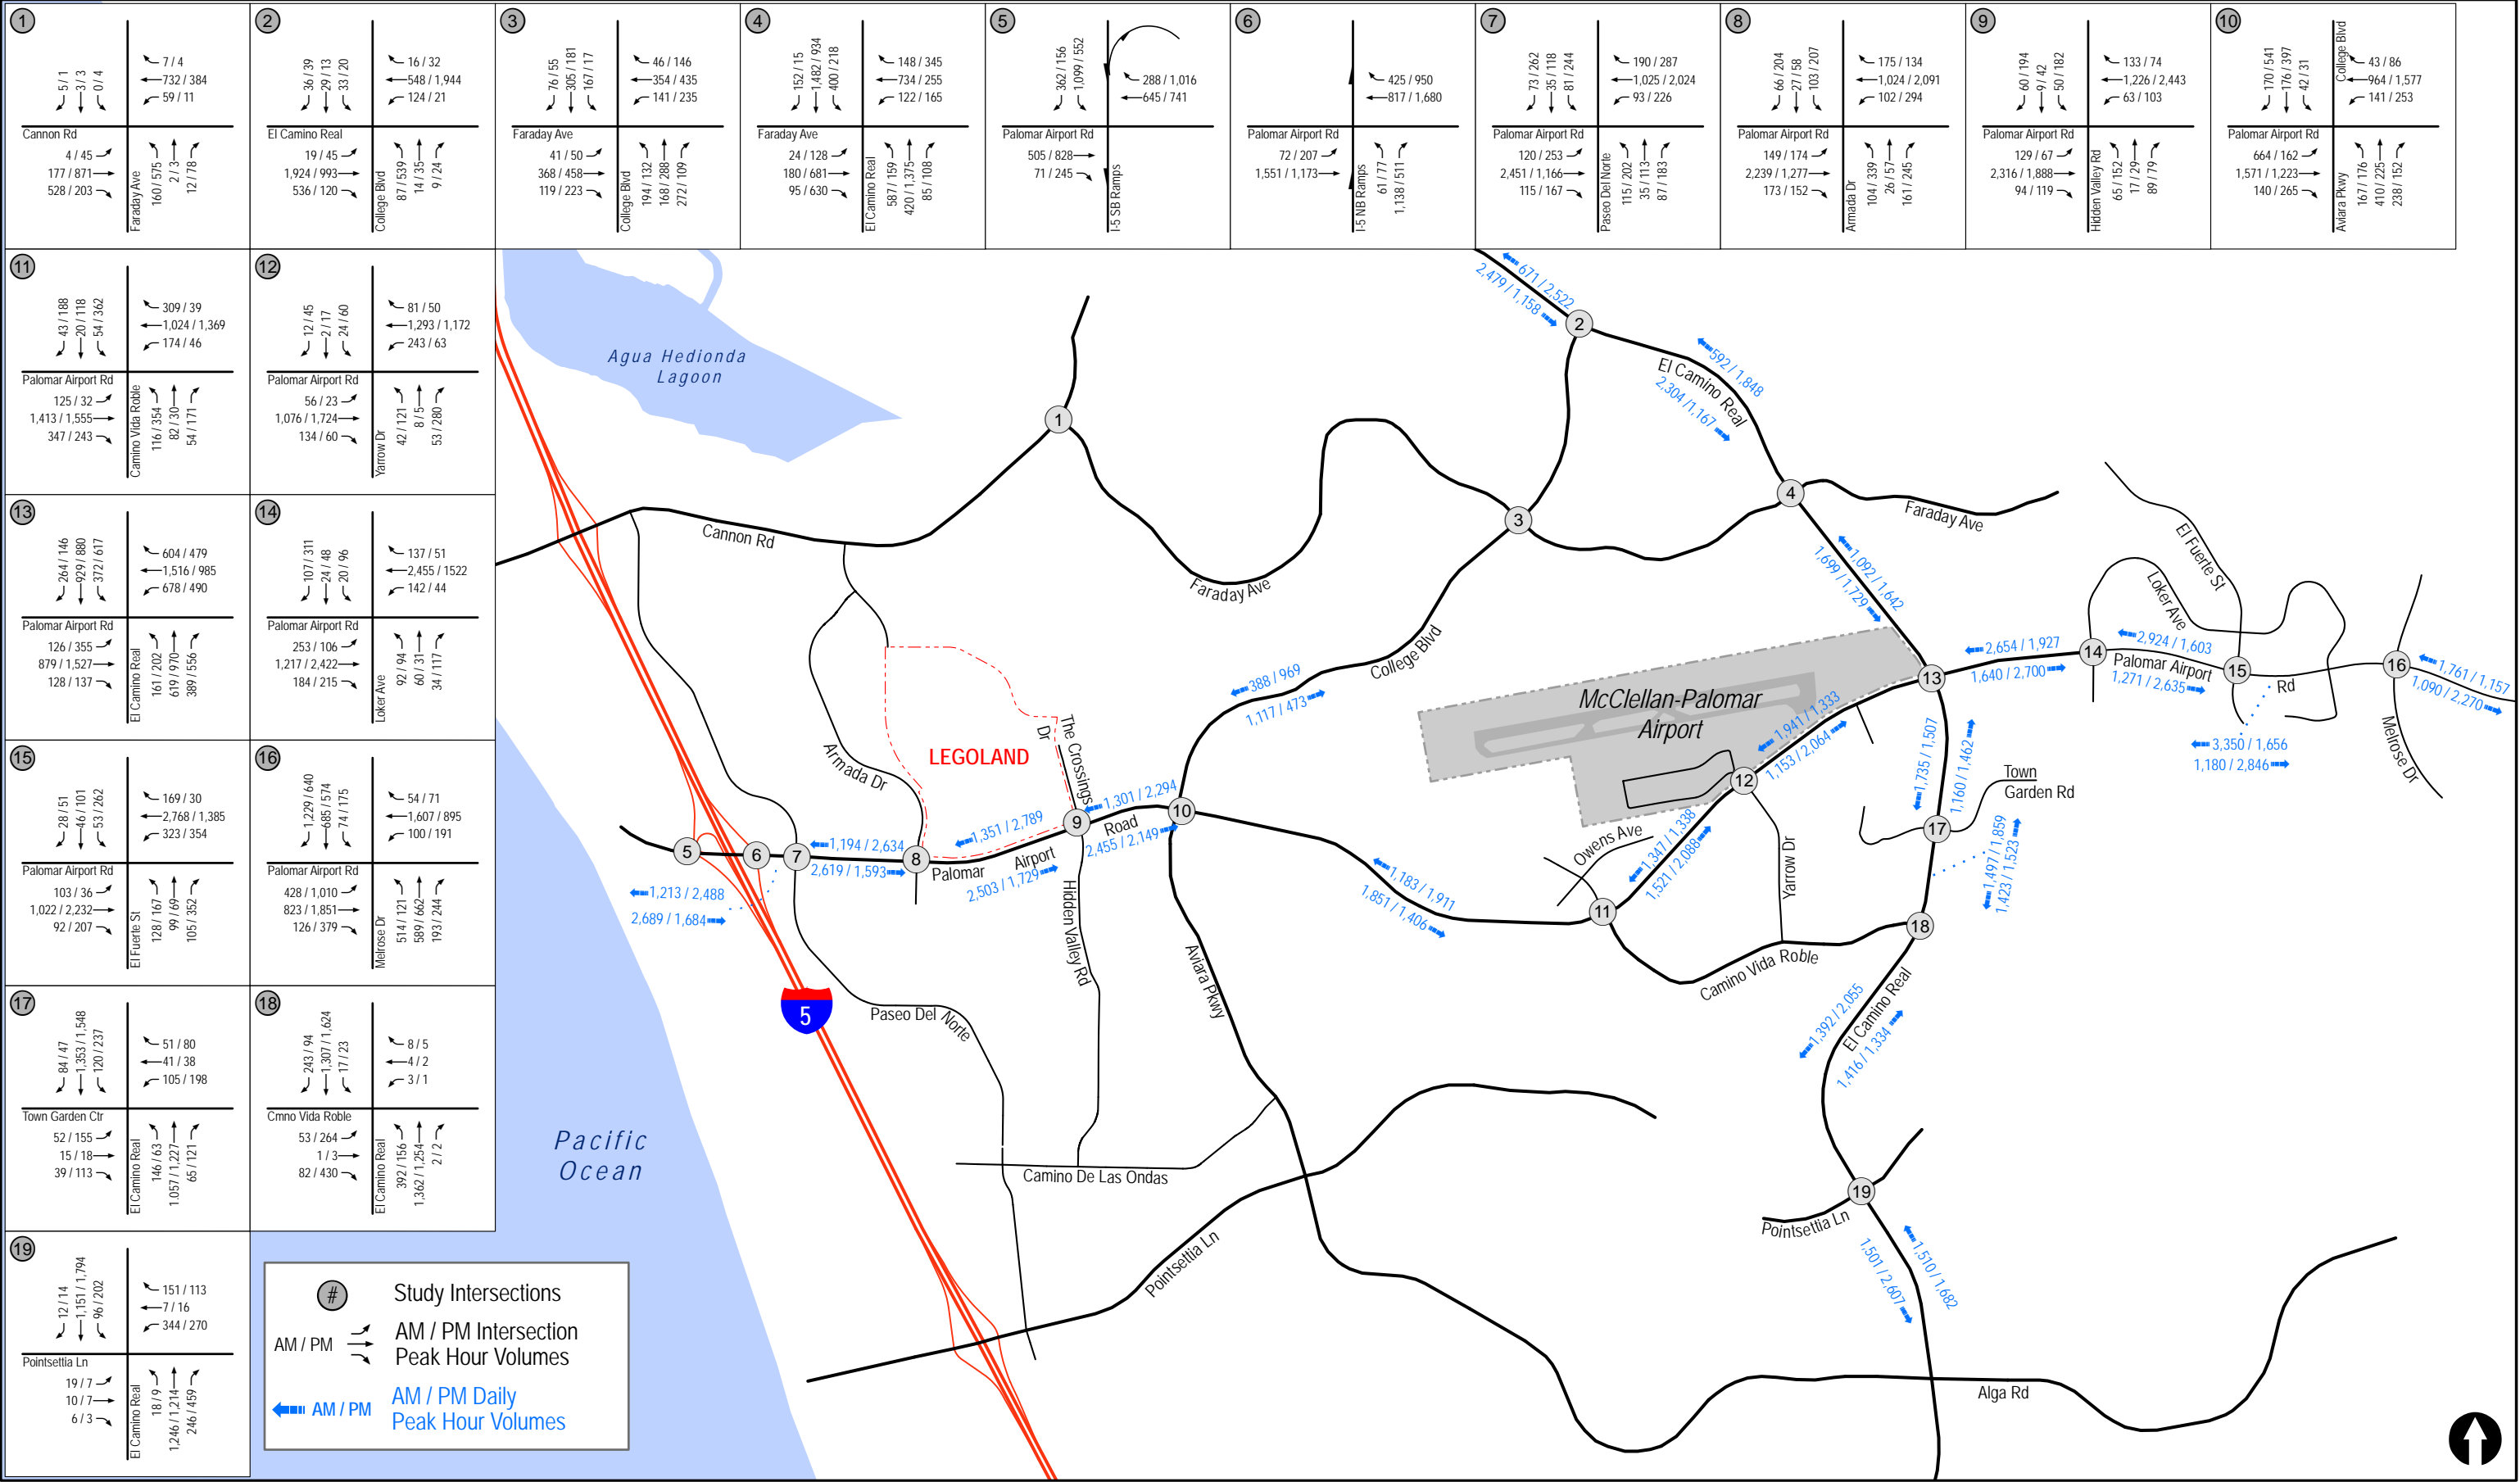 1
5 / 1
3 / 3
0 / 4
7 / 4
732 / 384
59 / 11
Cannon Rd
4 / 45
177 / 871
528 / 203
Faraday Ave
160 / 575
2 / 3
12 / 78
2
36 / 39
29 / 13
33 / 20
16 / 32
548 / 1,944
124 / 21
El Camino Real
19 / 45
1,924 / 993
536 / 120
College Blvd
87 / 539
14 / 35
9 / 24
3
76 / 55
305 / 181
167 / 17
46 / 146
354 / 435
141 / 235
Faraday Ave
41 / 50
368 / 458
119 / 223
College Blvd
194 / 132
168 / 288
272 / 109
4
152 / 15
1,482 / 934
400 / 218
148 / 345
734 / 255
122 / 165
Faraday Ave
24 / 128
180 / 681
95 / 630
El Camino Real
587 / 159
420 / 1,375
85 / 108
5
362 / 156
1,099 / 552
288 / 1,016
645 / 741
Palomar Airport Rd
505 / 828
71 / 245
I-5 SB Ramps
6
425 / 950
817 / 1,680
Palomar Airport Rd
72 / 207
1,551 / 1,173
I-5 NB Ramps
61 / 77
1,138 / 511
7
73 / 262
35 / 118
81 / 244
190 / 287
1,025 / 2,024
93 / 226
Palomar Airport Rd
120 / 253
2,451 / 1,166
115 / 167
Paseo Del Norte
115 / 202
35 / 113
87 / 183
8
66 / 204
27 / 58
103 / 207
175 / 134
1,024 / 2,091
102 / 294
Palomar Airport Rd
149 / 174
2,239 / 1,277
173 / 152
Armada Dr
104 / 339
26 / 57
161 / 245
9
60 / 194
9 / 42
50 / 182
133 / 74
1,226 / 2,443
63 / 103
Palomar Airport Rd
129 / 67
2,316 / 1,888
94 / 119
Hidden Valley Rd
65 / 152
17 / 29
89 / 79
10
170 / 541
176 / 397
42 / 31
College Blvd
43 / 86
964 / 1,577
141 / 253
Palomar Airport Rd
664 / 162
1,571 / 1,223
140 / 265
Aviara Pkwy
167 / 176
410 / 225
238 / 152
11
43 / 188
20 / 118
54 / 362
309 / 39
1,024 / 1,369
174 / 46
Palomar Airport Rd
125 / 32
1,413 / 1,555
347 / 243
Camino Vida Roble
116 / 354
82 / 30
54 / 171
12
12 / 45
2 / 17
24 / 60
81 / 50
1,293 / 1,172
243 / 63
Palomar Airport Rd
56 / 23
1,076 / 1,724
134 / 60
Yarrow Dr
42 / 121
8 / 5
53 / 280
13
264 / 146
929 / 880
372 / 617
604 / 479
1,516 / 985
678 / 490
Palomar Airport Rd
126 / 355
879 / 1,527
128 / 137
El Camino Real
161 / 202
619 / 970
389 / 556
14
107 / 311
24 / 48
20 / 96
137 / 51
2,455 / 1522
142 / 44
Palomar Airport Rd
253 / 106
1,217 / 2,422
184 / 215
Loker Ave
92 / 94
60 / 31
34 / 117
15
28 / 51
46 / 101
53 / 262
169 / 30
2,768 / 1,385
323 / 354
Palomar Airport Rd
103 / 36
1,022 / 2,232
92 / 207
El Fuerte St
128 / 167
99 / 69
105 / 352
16
1,229 / 640
685 / 574
74 / 175
54 / 71
1,607 / 895
100 / 191
Palomar Airport Rd
428 / 1,010
823 / 1,851
126 / 379
Melrose Dr
514 / 121
589 / 662
193 / 244
17
84 / 47
1,353 / 1,548
120 / 237
51 / 80
41 / 38
105 / 198
Town Garden Ctr
52 / 155
15 / 18
39 / 113
El Camino Real
146 / 63
1.057 / 1,227
65 / 121
18
243 / 94
1,307 / 1,624
17 / 23
8 / 5
4 / 2
3 / 1
Cmno Vida Roble
53 / 264
1 / 3
82 / 430
El Camino Real
392 / 156
1,362 / 1,254
2 / 2
19
12 / 14
1,151 / 1,794
96 / 202
151 / 113
7 / 16
344 / 270
Pointsettia Ln
19 / 7
10 / 7
6 / 3
El Camino Real
18 / 9
1,246 / 1,214
246 / 459
# Study Intersections
AM / PM
AM / PM Intersection
Peak Hour Volumes
AM / PM
AM / PM Daily
Peak Hour Volumes
Agua Hedionda
Lagoon
Pacific
Ocean
671 / 2,522
2,479 / 1,158
2
592 / 1,848
El Camino Real
2,304 /1,167
1
3
4
Faraday Ave
Cannon Rd
Faraday Ave
College Blvd
388 / 969
1,117 / 473
1,092 / 1,642
1,699 / 1,729
El Fuerte St
Loker Ave
2,654 / 1,927
1,640 / 2,700
13
14
2,924 / 1,603
Palomar Airport
Rd
1,271 / 2,635
15
16
1,761 / 1,157
1,090 / 2,270
Melrose Dr
3,350 / 1,656
1,180 / 2,846
McClellan-Palomar
Airport
LEGOLAND
The Crossings
Dr
Armada Dr
1,941 / 1,333
1,153 / 2,064
12
1,735 / 1,507
1,160 / 1,462
Town
Garden Rd
17
1,497 / 1,859
1,423 / 1,523
5
6
7
1,194 / 2,634
2,619 / 1,593
8
1,351 / 2,789
Palomar
Airport
Road
2,503 / 1,729
9
1,301 / 2,294
2,455 / 2,149
10
1,213 / 2,488
2,689 / 1,684
1,183 / 1,911
1,851 / 1,406
Owens Ave
1,347 / 1,338
1,521 / 2,088
11
Yarrow Dr
18
Camino Vida Roble
Hidden Valley Rd
Aviara Pkwy
5
Paseo Del
Norte
1,392 / 2,055
El Camino Real
1,416 / 1,334
Camino De Las Ondas
19
Pointsettia Ln
Pointsettia Ln
1,510 / 1,682
1,501 / 2,607
Alga Rd